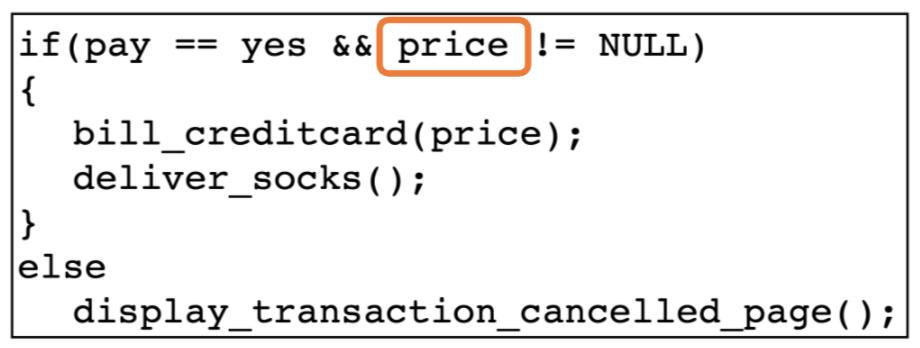 if(pay == yes && price != NULL)
{
bill_creditcard(price);
deliver_socks();
}
else
display_transaction_cancelled_page();